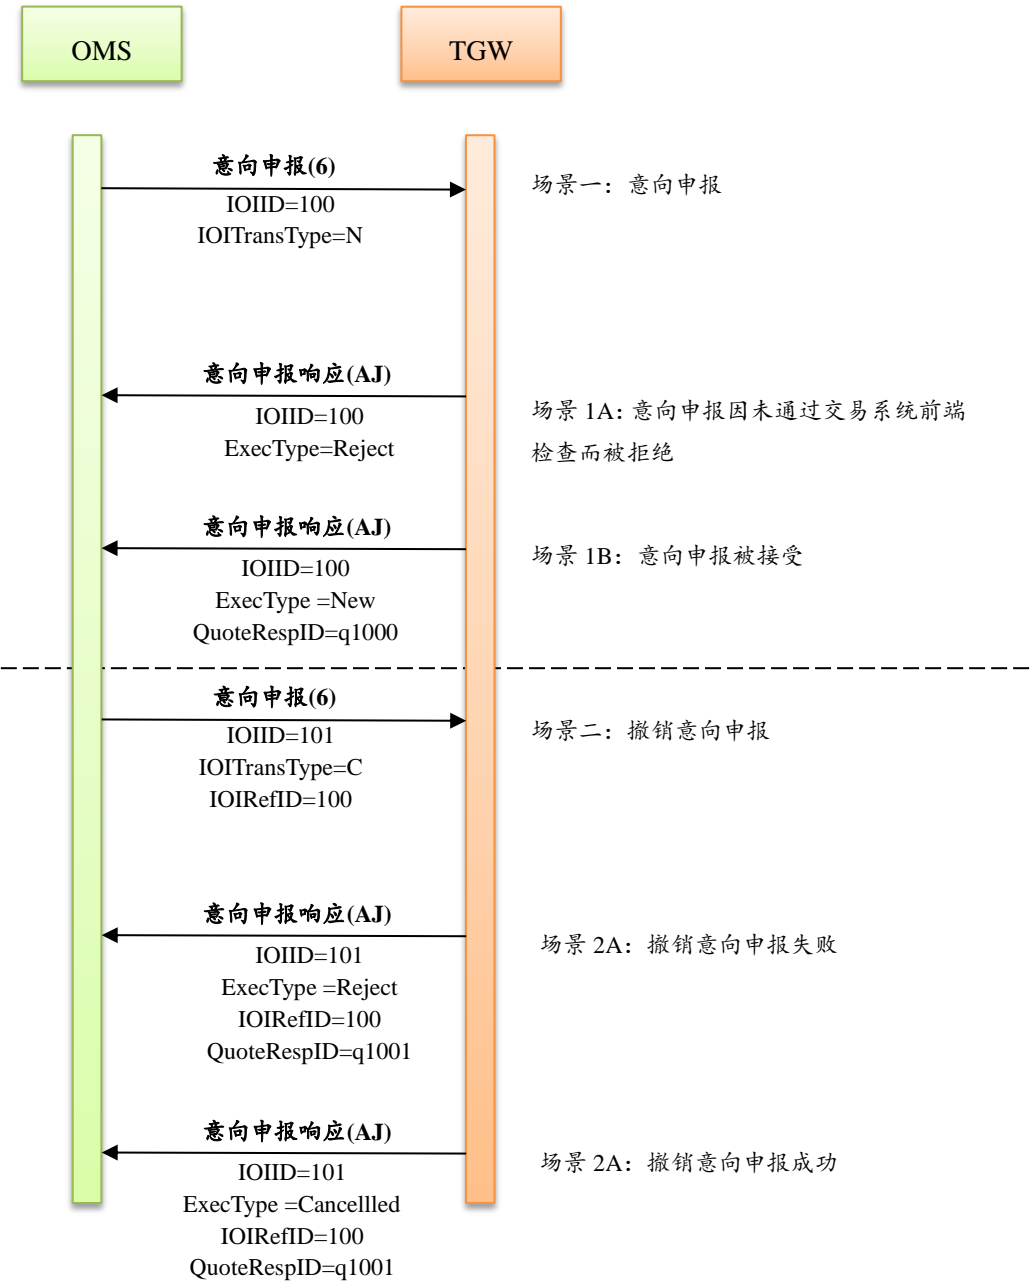 OMS
TGW
意向申报(6)
IOIID=100
IOITransType=N
场景一：意向申报
意向申报响应(AJ)
IOIID=100
ExecType=Reject
场景 1A：意向申报因未通过交易系统前端
检查而被拒绝
意向申报响应(AJ)
IOIID=100
ExecType =New
QuoteRespID=q1000
场景 1B：意向申报被接受
意向申报(6)
IOIID=101
IOITransType=C
IOIRefID=100
场景二：撤销意向申报
意向申报响应(AJ)
IOIID=101
ExecType =Reject
IOIRefID=100
QuoteRespID=q1001
场景 2A：撤销意向申报失败
意向申报响应(AJ)
IOIID=101
ExecType =Cancellled
IOIRefID=100
QuoteRespID=q1001
场景 2A：撤销意向申报成功